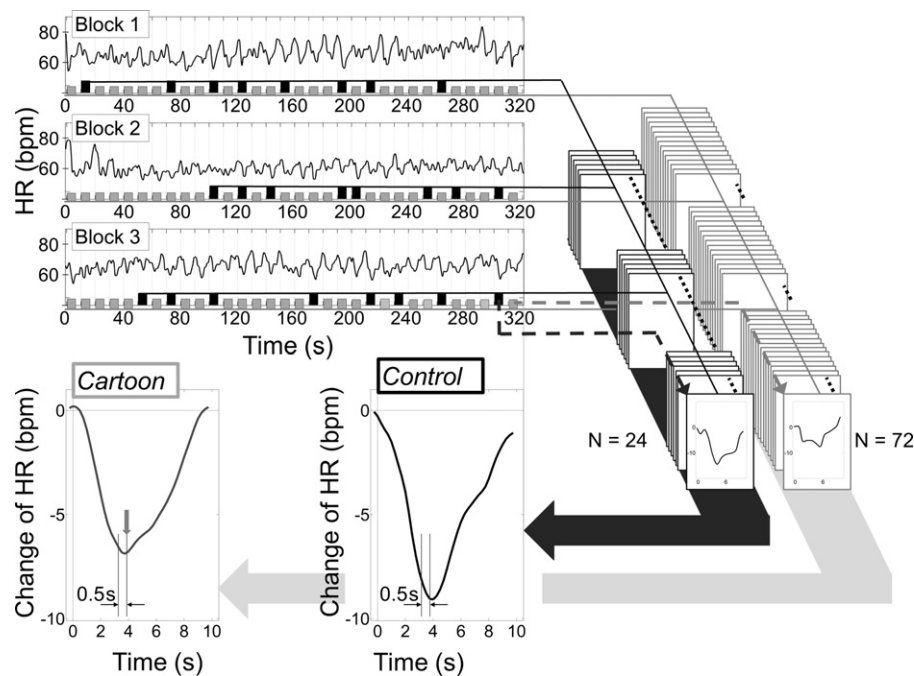 Block 1
80
60
0 40 80 120 160 200 240 280 320
Block 2
80
60
0 40 80 120 160 200 240 280 320
Block 3
80
60
0 40 80 120 160 200 240 280 320
HR (bpm)
Time (s)
Cartoon
0
-5
-10
0 2 4 6 8 10
0.5s
Change of HR (bpm)
Time (s)
Control
0
-5
-10
0 2 4 6 8 10
0.5s
Change of HR (bpm)
Time (s)
N = 24
0
-10
6
0
-10
6
N = 72